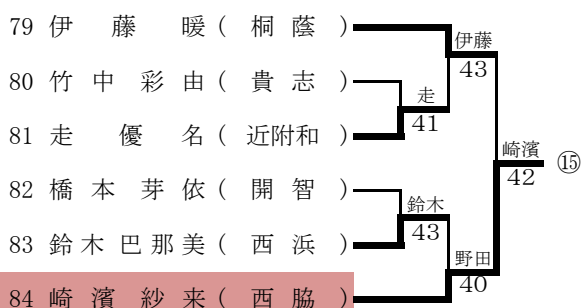 79 伊藤 暖(桐蔭)
80 竹中彩由(貴志)
81 走 優名(近附和)
82 橋本芽依(開智)
83 鈴木巴那美(西浜)
84 崎濱紗来(西脇)
伊藤
43
走
41
鈴木
43
野田
40
崎濱
42
⑮